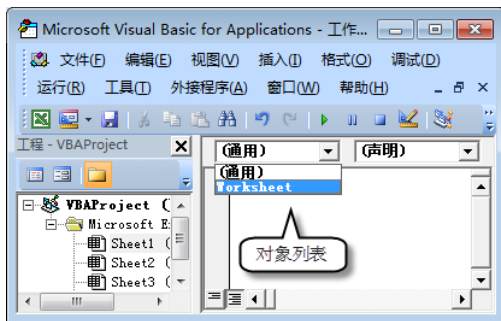 Microsoft Visual Basic for Applications - 工作...
文件(F) 编辑(E) 视图(V) 插入(I) 格式(O) 调试(D)
运行(R) 工具(T) 外接程序(A) 窗口(W) 帮助(H)
工程 - VBAProject
(通用) (声明)
(通用)
Worksheet
VBAProject (
Microsoft E
Sheet1 (
Sheet2 (
Sheet3 (
对象列表